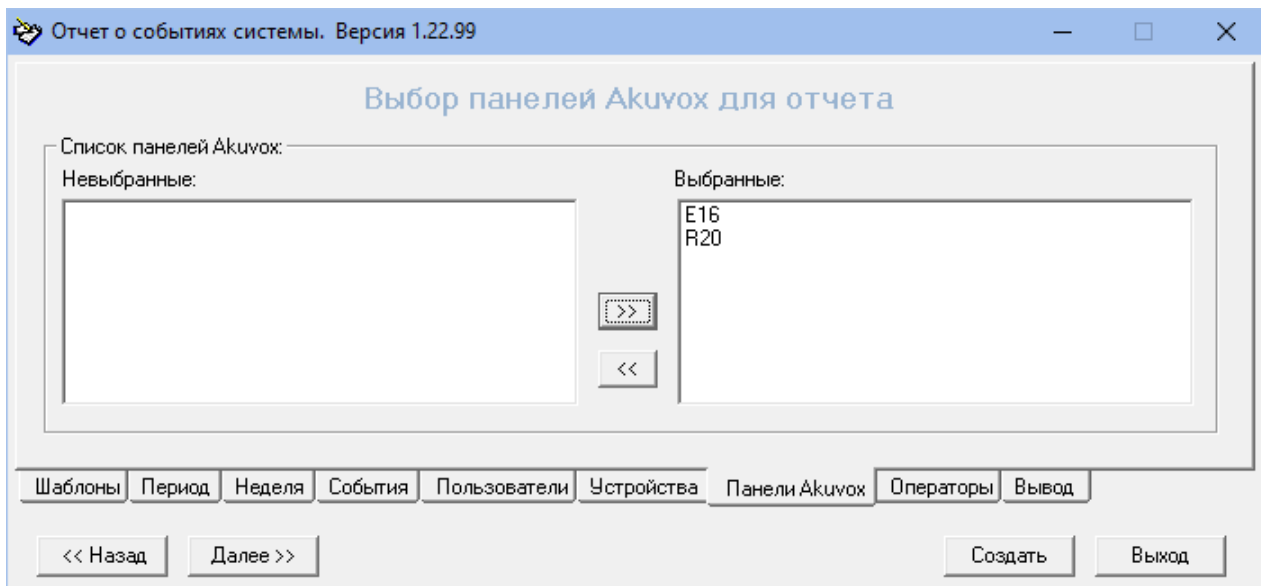 Отчет о событиях системы. Версия 1.22.99
Выбор панелей Akuvox для отчета
Список панелей Akuvox:
Невыбранные:
Выбранные:
E16
R20
>>
<<
Шаблоны Период Неделя События Пользователи Устройства Панели Akuvox Операторы Вывод
<< Назад Далее >> Создать Выход